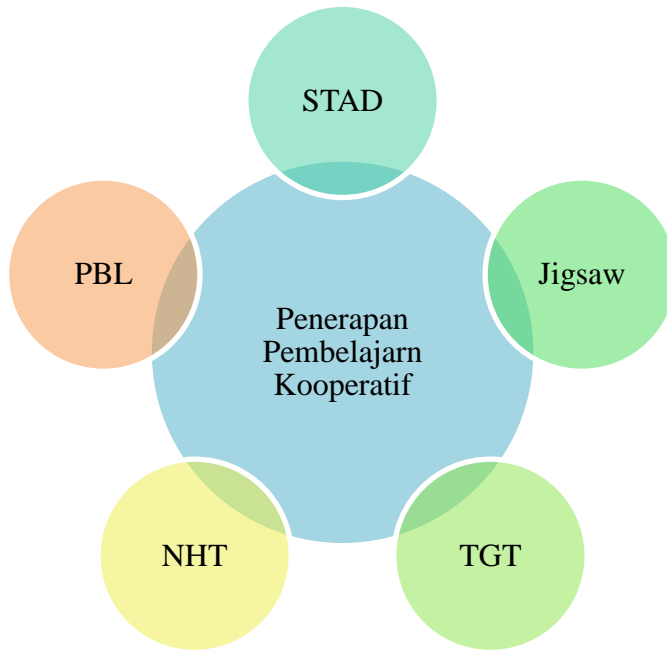 STAD
PBL
Jigsaw
Penerapan
Pembelajarn
Kooperatif
NHT
TGT